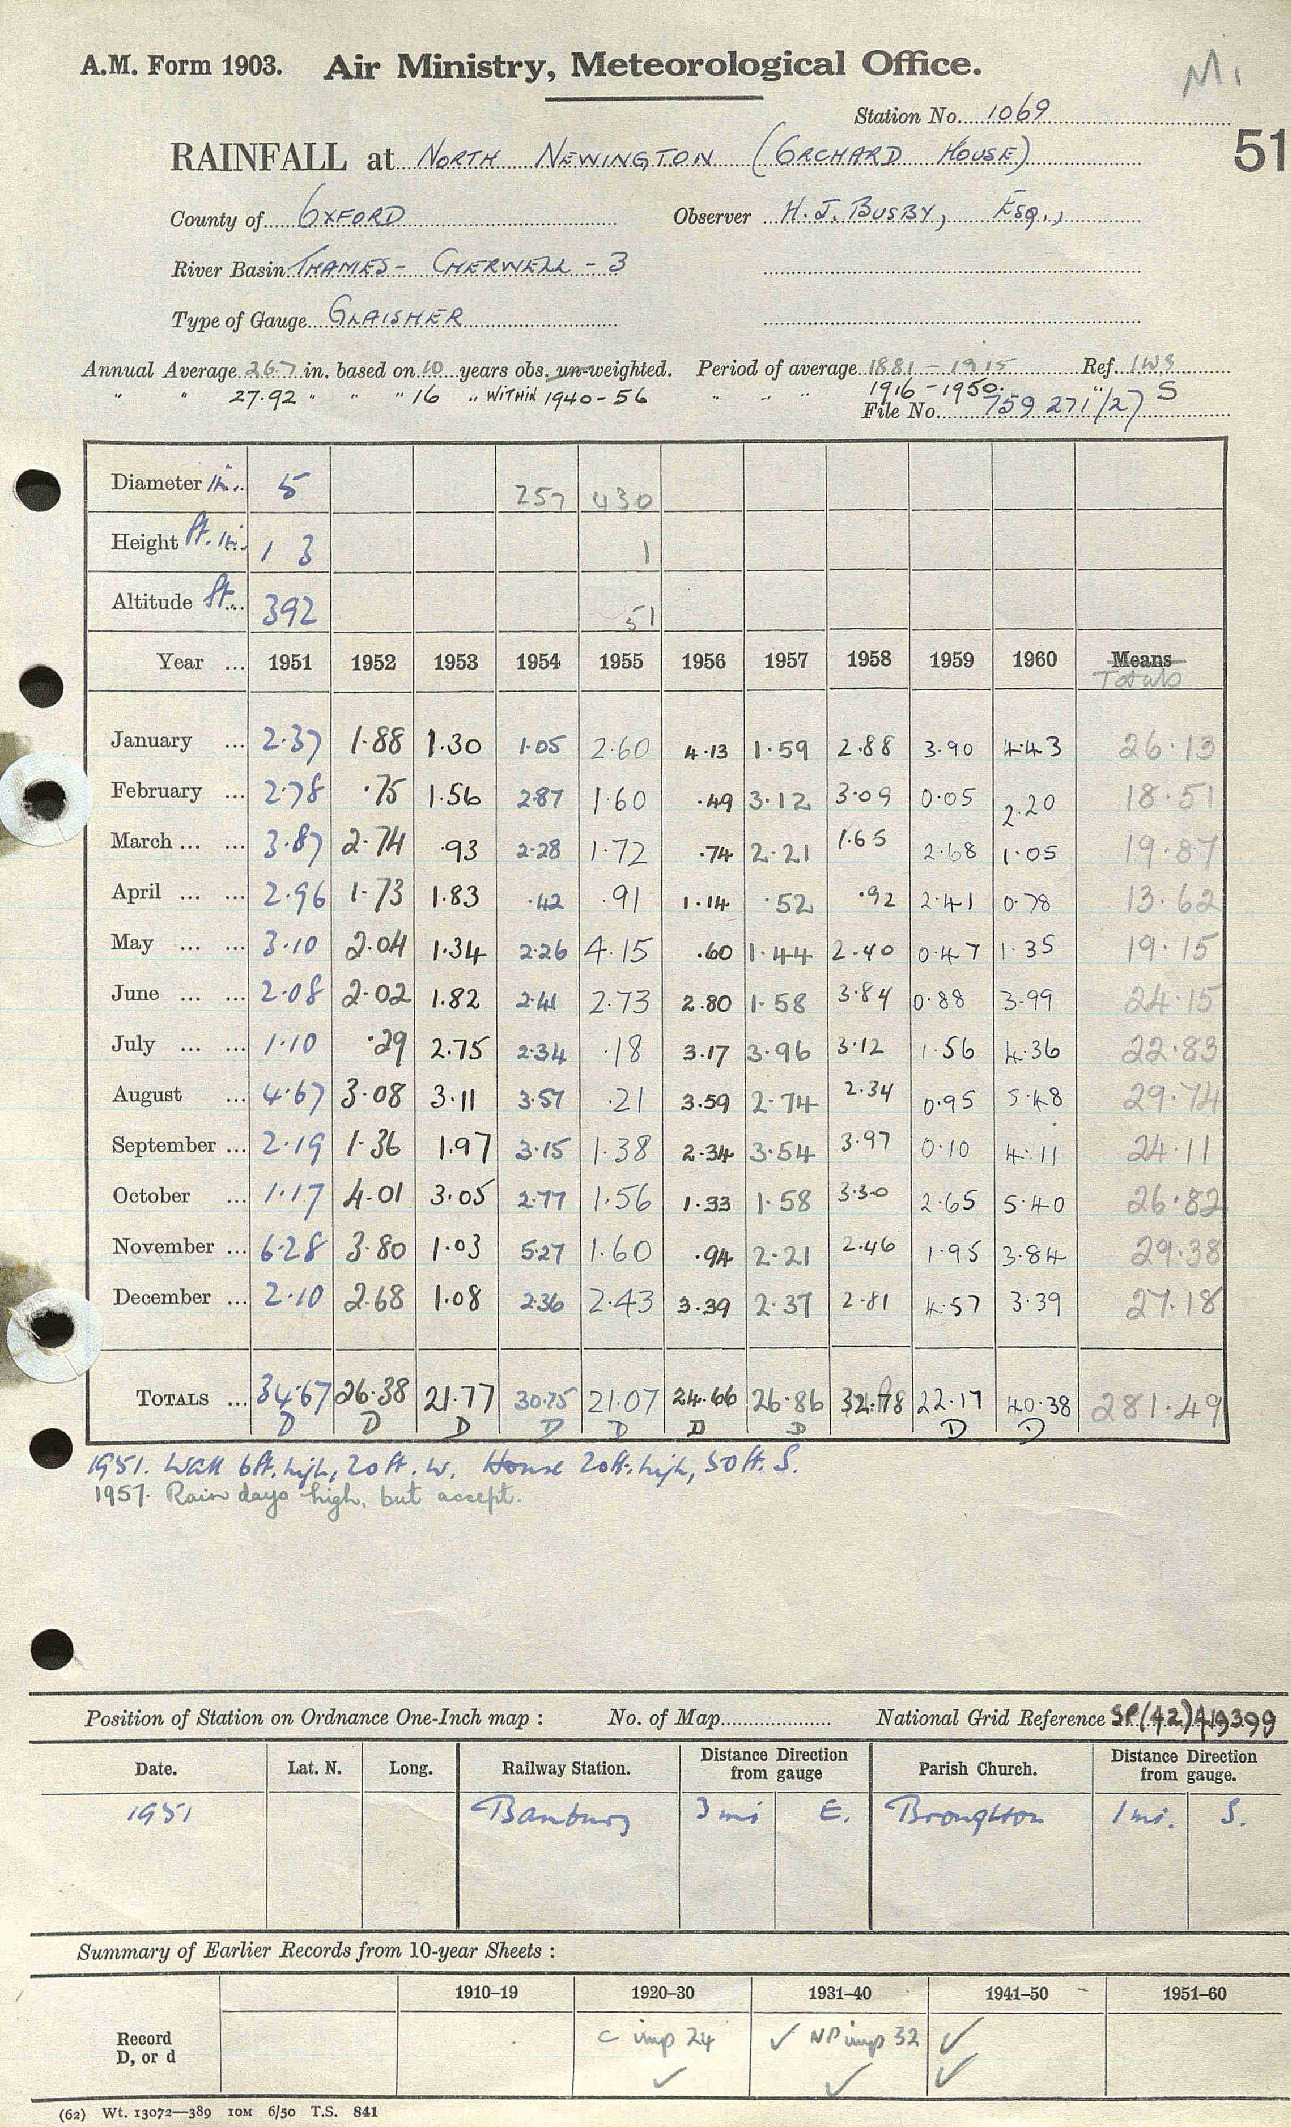 A.M. Form 1903. Air Ministry, Meteorological Office.
M1
Station No. 1069
51
RAINFALL at NORTH NEWINGTON (ORCHARD HOUSE)
County of OXFORD Observer H. J. BUSBY, ESQ.,
River Basin THAMES - CHERWELL - 3
Type of Gauge GLAISHER
Annual Average 26.7 in. based on 10 years obs. un-weighted. Period of average 1881 - 1915 Ref. IWS
" " 27.92 " " " 16 " WITHIN 1940-56 " " " 1916 - 1950. " S
File No. 759271/27
Diameter in. 5 257 430
Height ft. in. 1 3 1
Altitude ft. 392 51
Year ... 1951 1952 1953 1954 1955 1956 1957 1958 1959 1960 Means
Totals
January ... 2.37 1.88 1.30 1.05 2.60 4.13 1.59 2.88 3.90 4.43 26.13
February ... 2.78 .75 1.56 2.87 1.60 .49 3.12 3.09 0.05 2.20 18.51
March ... ... 3.87 2.74 .93 2.28 1.72 .74 2.21 1.65 2.68 1.05 19.87
April ... ... 2.96 1.73 1.83 .42 .91 1.14 .52 .92 2.41 0.78 13.62
May ... ... 3.10 2.04 1.34 2.26 4.15 .60 1.44 2.40 0.47 1.35 19.15
June ... ... 2.08 2.02 1.82 2.41 2.73 2.80 1.58 3.84 0.88 3.99 24.15
July ... ... 1.10 .29 2.75 2.34 .18 3.17 3.96 3.12 1.56 4.36 22.83
August ... 4.67 3.08 3.11 3.57 .21 3.59 2.74 2.34 0.95 5.48 29.74
September ... 2.19 1.36 1.97 3.15 1.38 2.34 3.54 3.97 0.10 4.11 24.11
October ... 1.17 4.01 3.05 2.77 1.56 1.33 1.58 3.30 2.65 5.40 26.82
November ... 6.28 3.80 1.03 5.27 1.60 .94 2.21 2.46 1.95 3.84 29.38
December ... 2.10 2.68 1.08 2.36 2.43 3.39 2.37 2.81 4.57 3.39 27.18
TOTALS ... 34.67 26.38 21.77 30.75 21.07 24.66 26.86 32.78 22.17 40.38 281.49
D D D D D D D D D
1951. Wall 6ft. high, 20ft. W. House 20ft. high, 50ft. S.
1957. Rain days high, but accept.
Position of Station on Ordnance One-Inch map : No. of Map National Grid Reference SP(42)419399
Date. Lat. N. Long. Railway Station. Distance Direction from gauge Parish Church. Distance Direction from gauge.
1951 Banbury 3 mi E. Broughton 1 mi. S.
Summary of Earlier Records from 10-year Sheets :
1910–19 1920–30 1931–40 1941–50 1951–60
Record D, or d C imp 24 ✓ NP imp 32 ✓
✓ ✓ ✓
(62) Wt. 13072—389 10M 6/50 T.S. 841